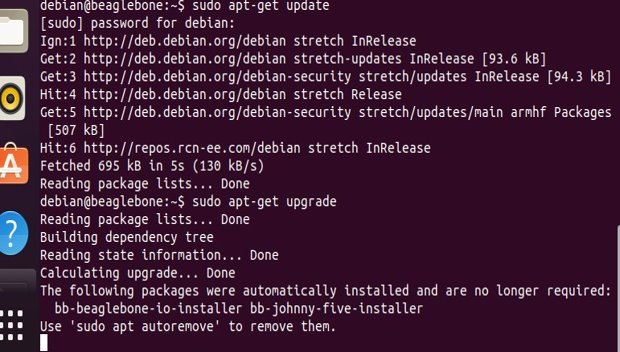 debian@beaglebone:~$ sudo apt-get update
[sudo] password for debian:
Ign:1 http://deb.debian.org/debian stretch InRelease
Get:2 http://deb.debian.org/debian stretch-updates InRelease [93.6 kB]
Get:3 http://deb.debian.org/debian-security stretch/updates InRelease [94.3 kB]
Hit:4 http://deb.debian.org/debian stretch Release
Get:5 http://deb.debian.org/debian-security stretch/updates/main armhf Packages
[507 kB]
Hit:6 http://repos.rcn-ee.com/debian stretch InRelease
Fetched 695 kB in 5s (130 kB/s)
Reading package lists... Done
debian@beaglebone:~$ sudo apt-get upgrade
Reading package lists... Done
Building dependency tree
Reading state information... Done
Calculating upgrade... Done
The following packages were automatically installed and are no longer required:
bb-beaglebone-io-installer bb-johnny-five-installer
Use 'sudo apt autoremove' to remove them.